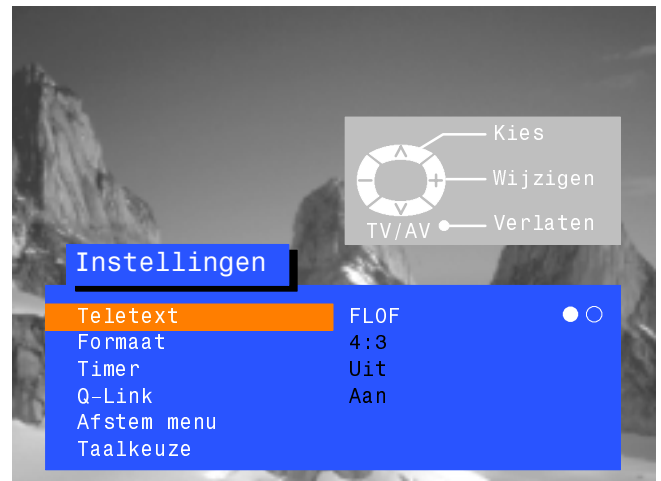 Kies
Wijzigen
TV/AV Verlaten
Instellingen
Teletext FLOF
Formaat 4:3
Timer Uit
Q-Link Aan
Afstem menu
Taalkeuze